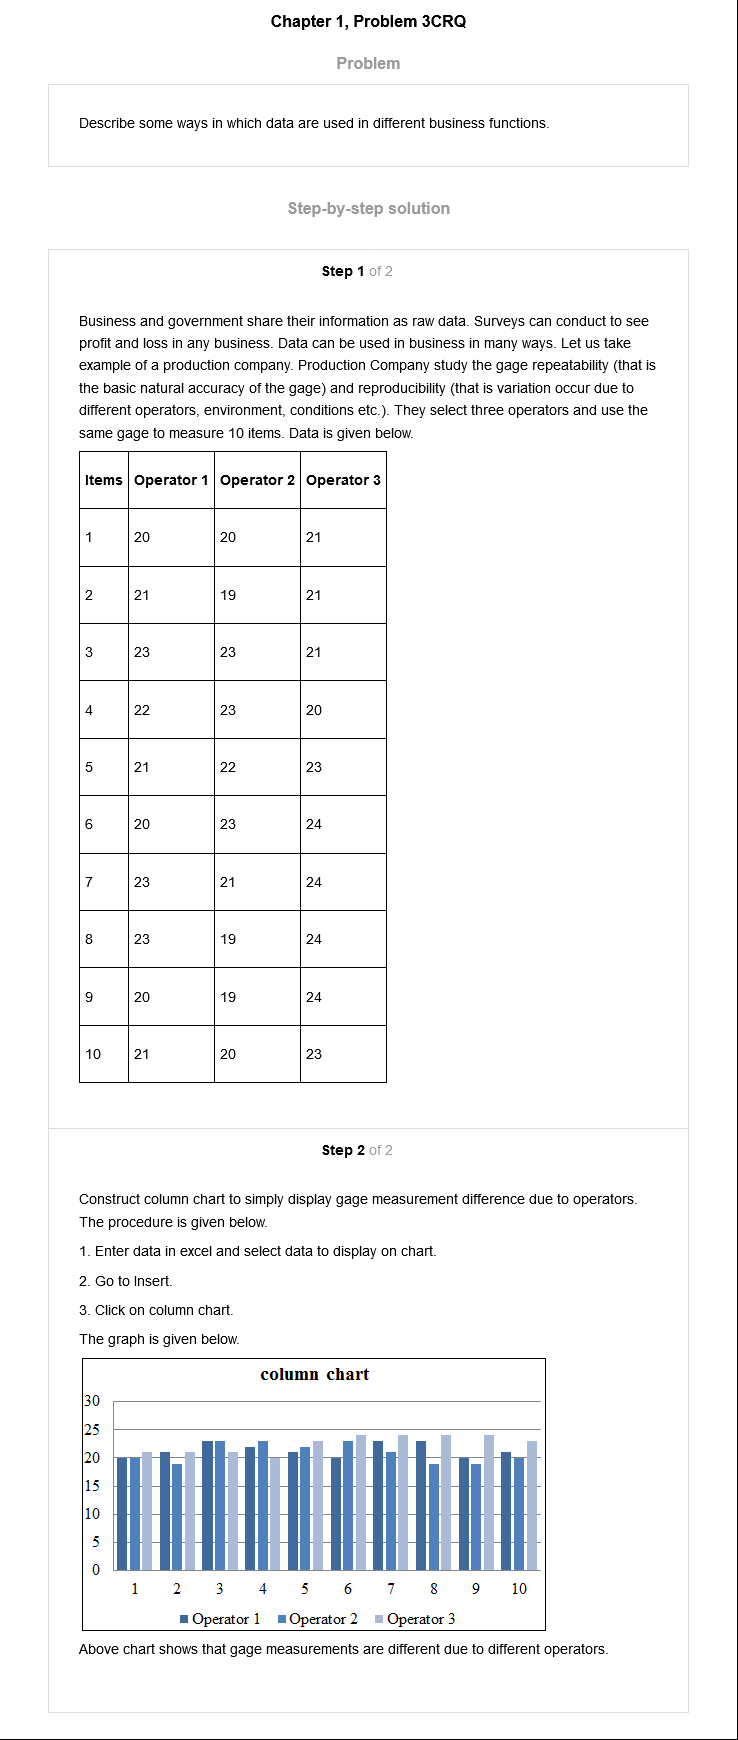 Chapter 1, Problem 3CRQ
Problem
Describe some ways in which data are used in different business functions.
Step-by-step solution
Step 1 of 2
Business and government share their information as raw data. Surveys can conduct to see
profit and loss in any business. Data can be used in business in many ways. Let us take
example of a production company. Production Company study the gage repeatability (that is
the basic natural accuracy of the gage) and reproducibility (that is variation occur due to
different operators, environment, conditions etc.). They select three operators and use the
same gage to measure 10 items. Data is given below.
Items Operator 1 Operator 2 Operator 3
1 20 20 21
2 21 19 21
3 23 23 21
4 22 23 20
5 21 22 23
6 20 23 24
7 23 21 24
8 23 19 24
9 20 19 24
10 21 20 23
Step 2 of 2
Construct column chart to simply display gage measurement difference due to operators.
The procedure is given below.
1. Enter data in excel and select data to display on chart.
2. Go to Insert.
3. Click on column chart.
The graph is given below.
column chart
30
25
20
15
10
5
0
1 2 3 4 5 6 7 8 9 10
Operator 1 Operator 2 Operator 3
Above chart shows that gage measurements are different due to different operators.